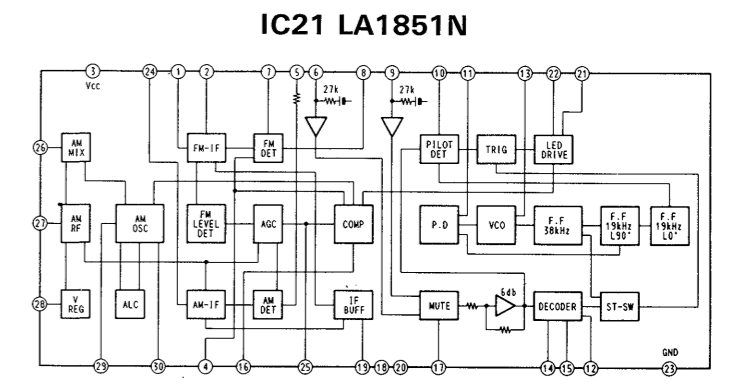 IC21 LA1851N
3 24 1 2 7 5 6 8 9 10 11 13 22 21
Vcc
27k 27k
26 AM MIX
FM-IF
FM DET
PILOT DET
TRIG
LED DRIVE
27 AM RF
AM OSC
FM LEVEL DET
AGC
COMP
P.D
VCO
F.F 38kHz
F.F 19kHz L90°
F.F 19kHz L0°
28 V REG
ALC
AM-IF
AM DET
IF BUFF
MUTE
6db
DECODER
ST-SW
GND
29 30 4 16 25 19 18 20 17 14 15 12 23